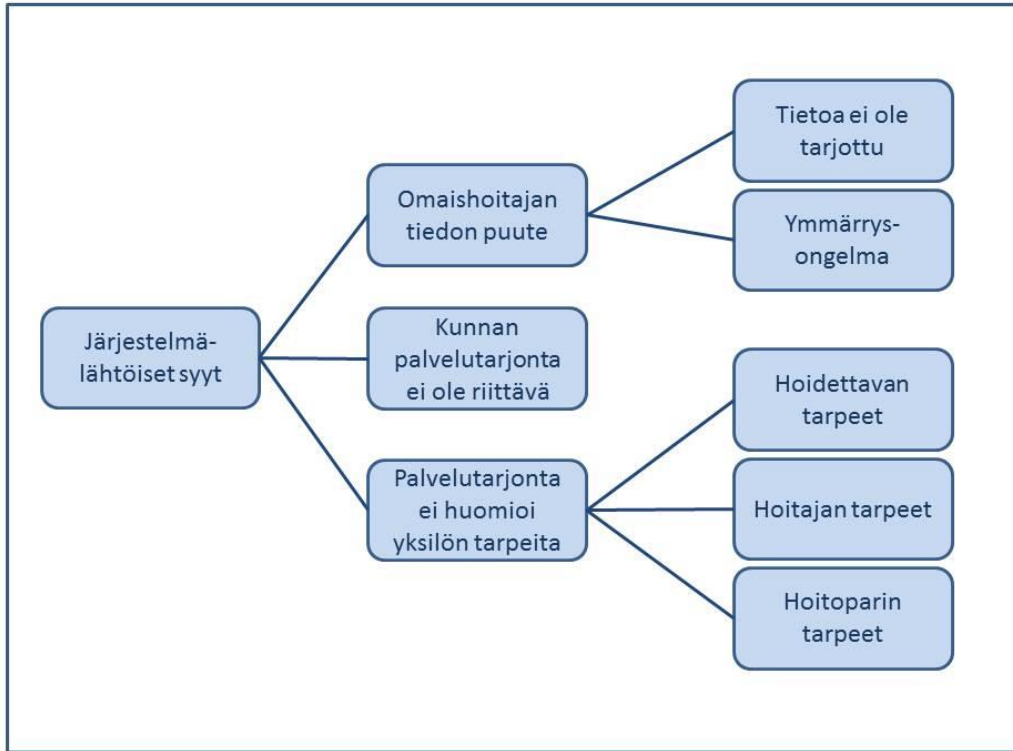 Järjestelmä-
lähtöiset syyt
Omaishoitajan
tiedon puute
Tietoa ei ole
tarjottu
Ymmärrys-
ongelma
Kunnan
palvelutarjonta
ei ole riittävä
Palvelutarjonta
ei huomioi
yksilön tarpeita
Hoidettavan
tarpeet
Hoitajan tarpeet
Hoitoparin
tarpeet